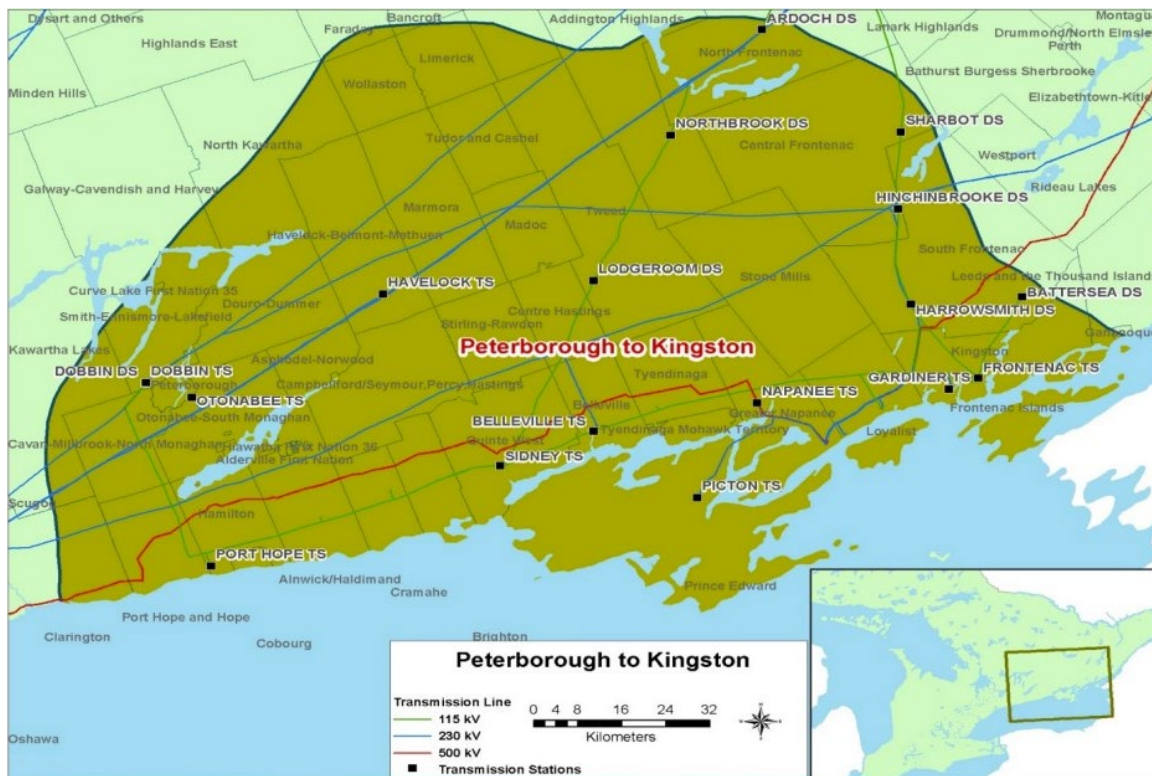 Dysart and Others
Bancroft
Faraday
Addington Highlands
ARDOCH DS
Lanark Highlands
Montague
Highlands East
Limerick
North Frontenac
Drummond/North Elmsley
Perth
Wollaston
Bathurst Burgess Sherbrooke
Minden Hills
Elizabethtown-Kitley
NORTHBROOK DS
SHARBOT DS
North Kawartha
Tudor and Cashel
Central Frontenac
Westport
Galway-Cavendish and Harvey
Rideau Lakes
HINCHINBROOKE DS
Marmora
Tweed
Madoc
Havelock-Belmont-Methuen
South Frontenac
LODGEROOM DS
Stone Mills
Leeds and the Thousand Islands
Curve Lake First Nation 35
HAVELOCK TS
BATTERSEA DS
Douro-Dummer
Centre Hastings
HARROWSMITH DS
Smith-Ennismore-Lakefield
Stirling-Rawdon
Gananoque
Kawartha Lakes
Peterborough to Kingston
Kingston
Asphodel-Norwood
DOBBIN DS
DOBBIN TS
Tyendinaga
FRONTENAC TS
Peterborough
Campbellford/Seymour, Percy, Hastings
GARDINER TS
OTONABEE TS
NAPANEE TS
Belleville
Frontenac Islands
Otonabee-South Monaghan
Greater Napanee
BELLEVILLE TS
Tyendinaga Mohawk Territory
Loyalist
Cavan-Millbrook-North Monaghan
Hiawatha First Nation 36
Quinte West
Alderville First Nation
SIDNEY TS
PICTON TS
Scugog
Hamilton
PORT HOPE TS
Alnwick/Haldimand
Prince Edward
Cramahe
Port Hope and Hope
Clarington
Cobourg
Brighton
Oshawa
Peterborough to Kingston
Transmission Line
115 kV
230 kV
500 kV
Transmission Stations
0 4 8 16 24 32
Kilometers